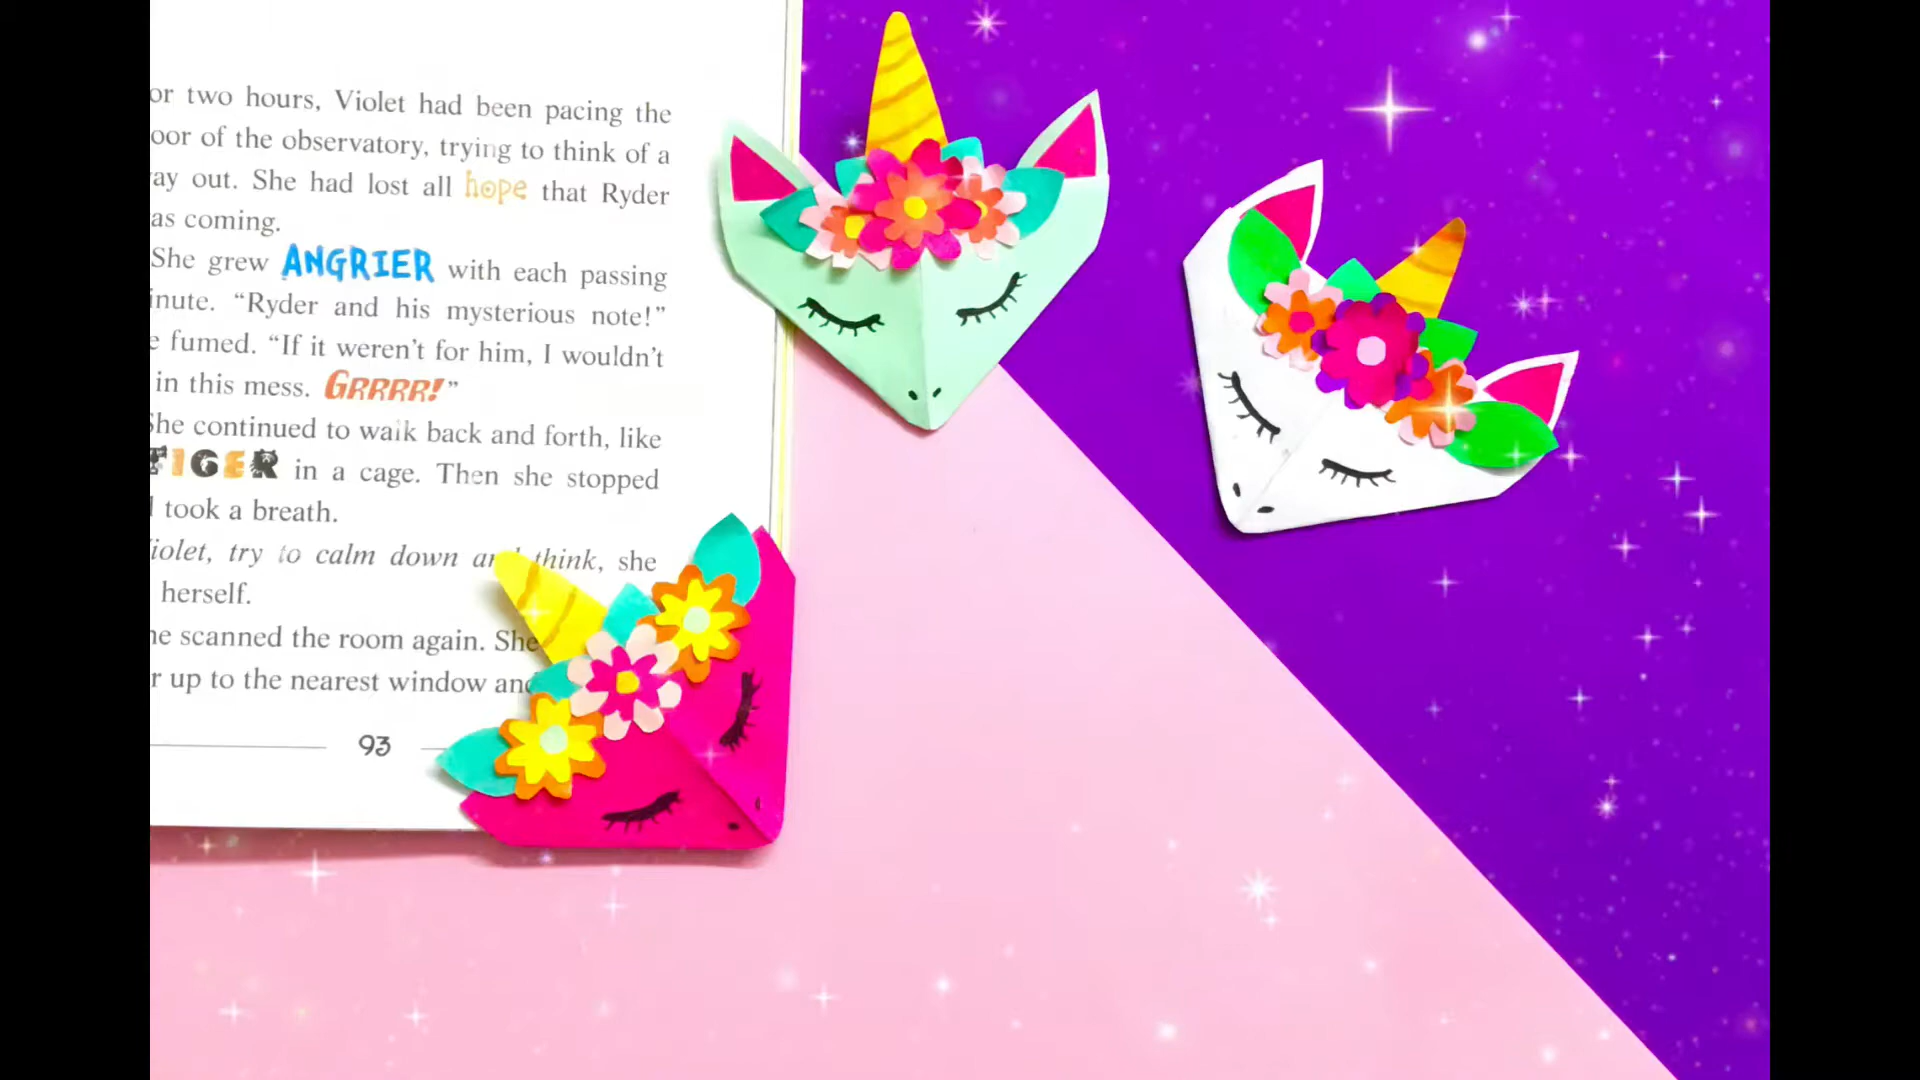 or two hours, Violet had been pacing the
oor of the observatory, trying to think of a
ay out. She had lost all hope that Ryder
as coming.
She grew ANGRIER with each passing
inute. “Ryder and his mysterious note!”
e fumed. “If it weren't for him, I wouldn't
in this mess. GRRRR!”
She continued to walk back and forth, like
TIGER in a cage. Then she stopped
took a breath.
iolet, try to calm down and think, she
herself.
he scanned the room again. She
r up to the nearest window and
93